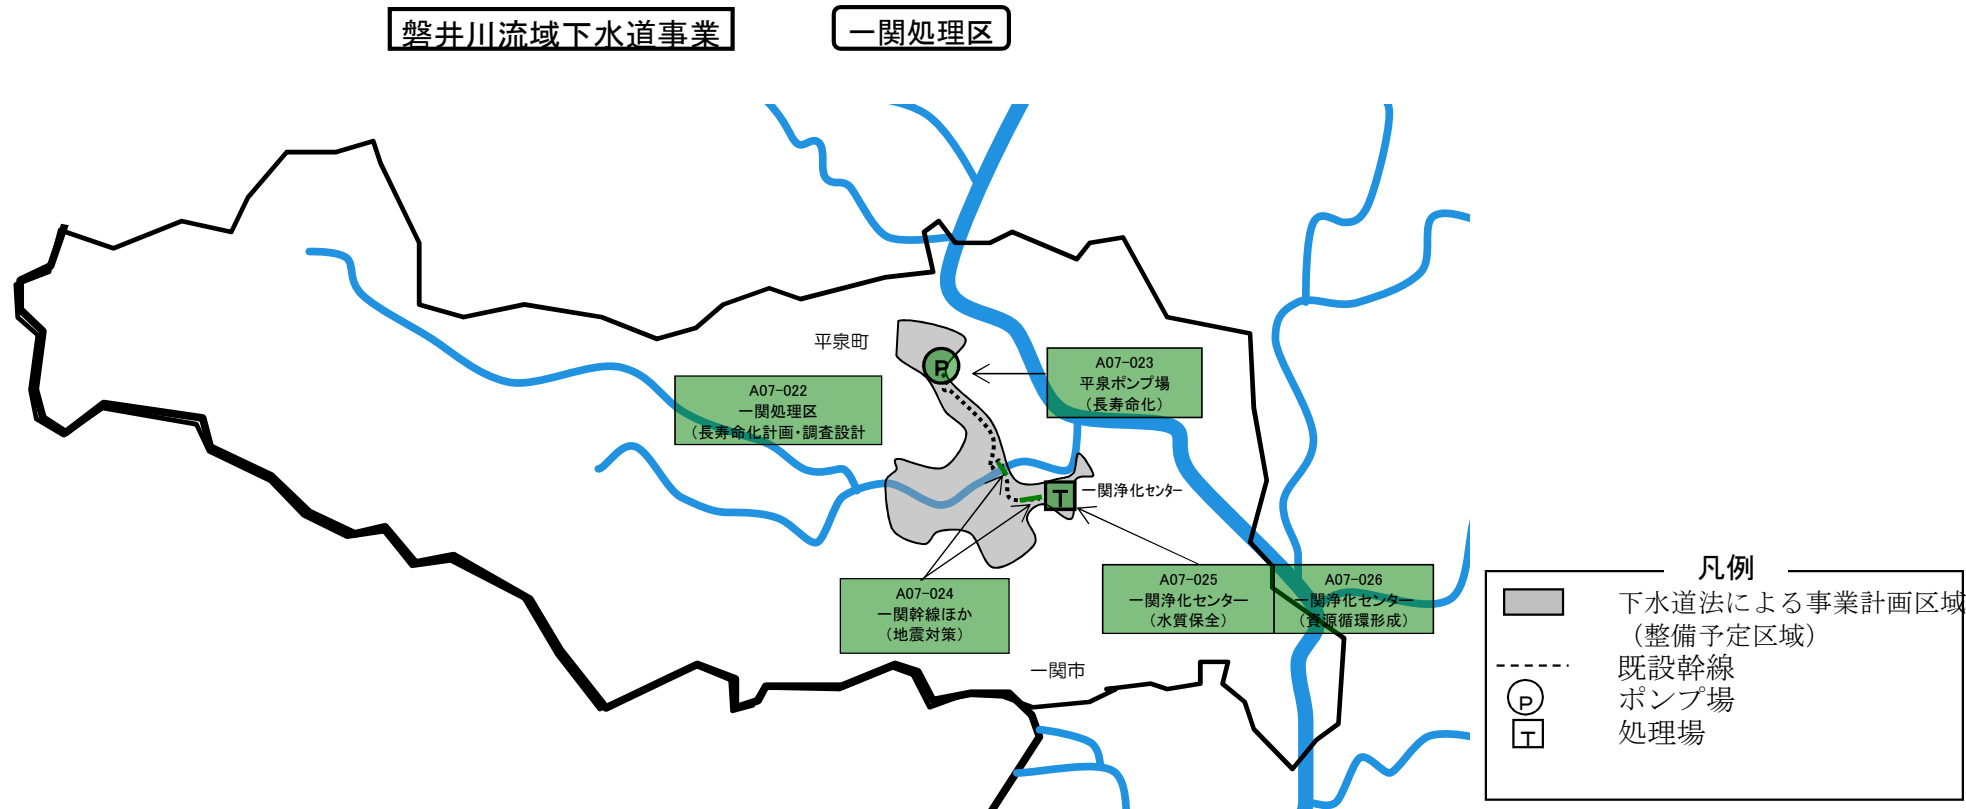 磐井川流域下水道事業
一関処理区
平泉町
A07-023
平泉ポンプ場
（長寿命化）
A07-022
一関処理区
（長寿命化計画・調査設計
P
T
一関浄化センター
A07-024
一関幹線ほか
（地震対策）
A07-025
一関浄化センター
（水質保全）
A07-026
一関浄化センター
（資源循環形成）
一関市
凡例
下水道法による事業計画区域
（整備予定区域）
既設幹線
P
ポンプ場
T
処理場